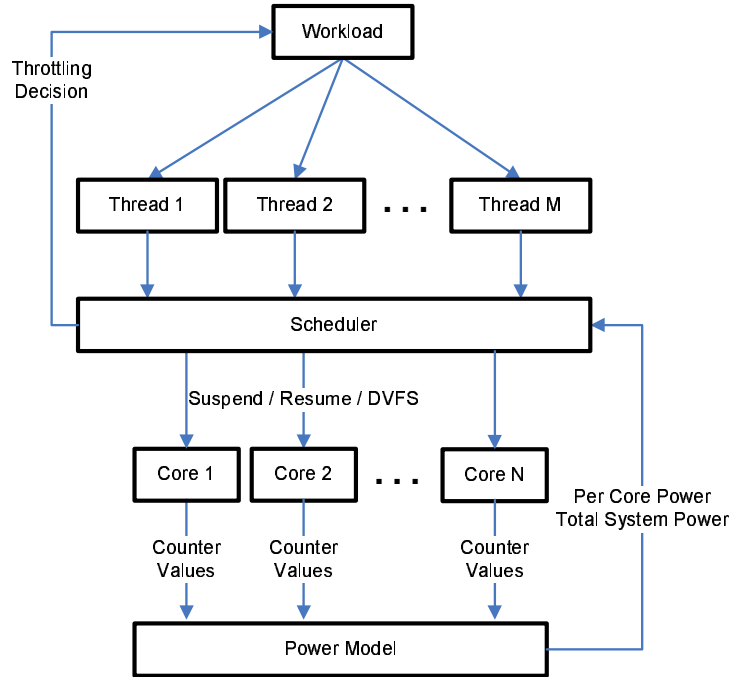 Workload
Throttling
Decision
Thread 1
Thread 2
. . .
Thread M
Scheduler
Suspend / Resume / DVFS
Core 1
Core 2
. . .
Core N
Per Core Power
Total System Power
Counter
Values
Counter
Values
Counter
Values
Power Model